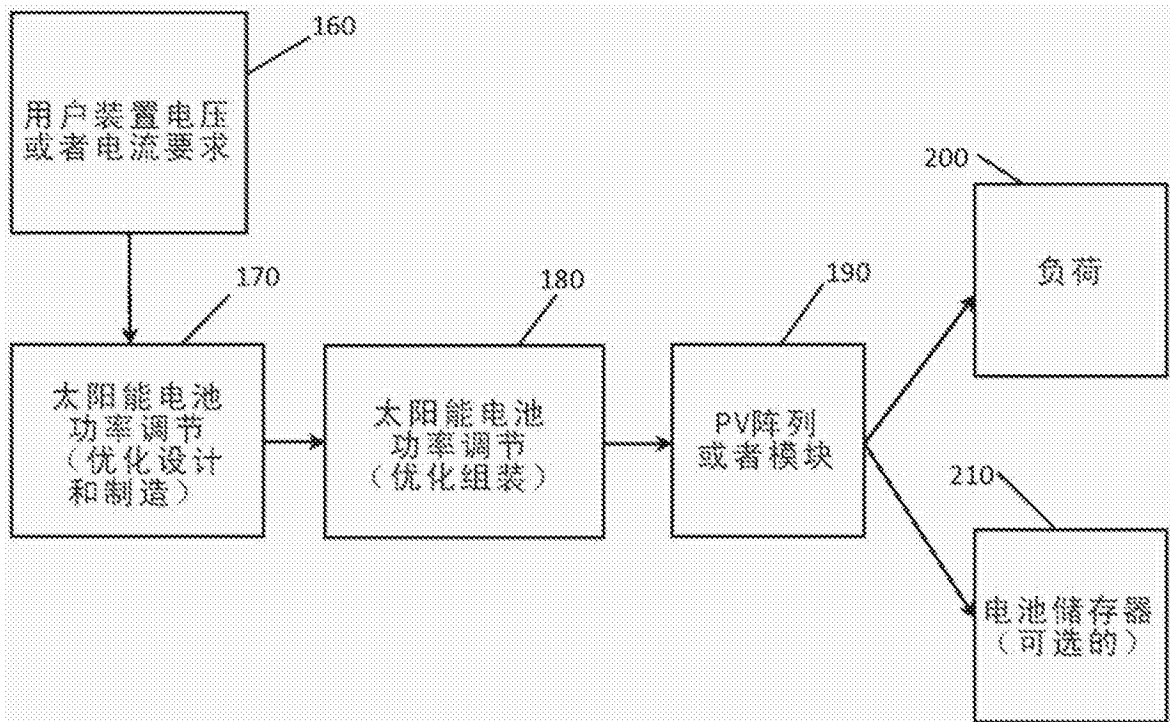 160
用户装置电压
或者电流要求
170
太阳能电池
功率调节
（优化设计
和制造）
180
太阳能电池
功率调节
（优化组装）
190
PV阵列
或者模块
200
负荷
210
电池储存器
（可选的）